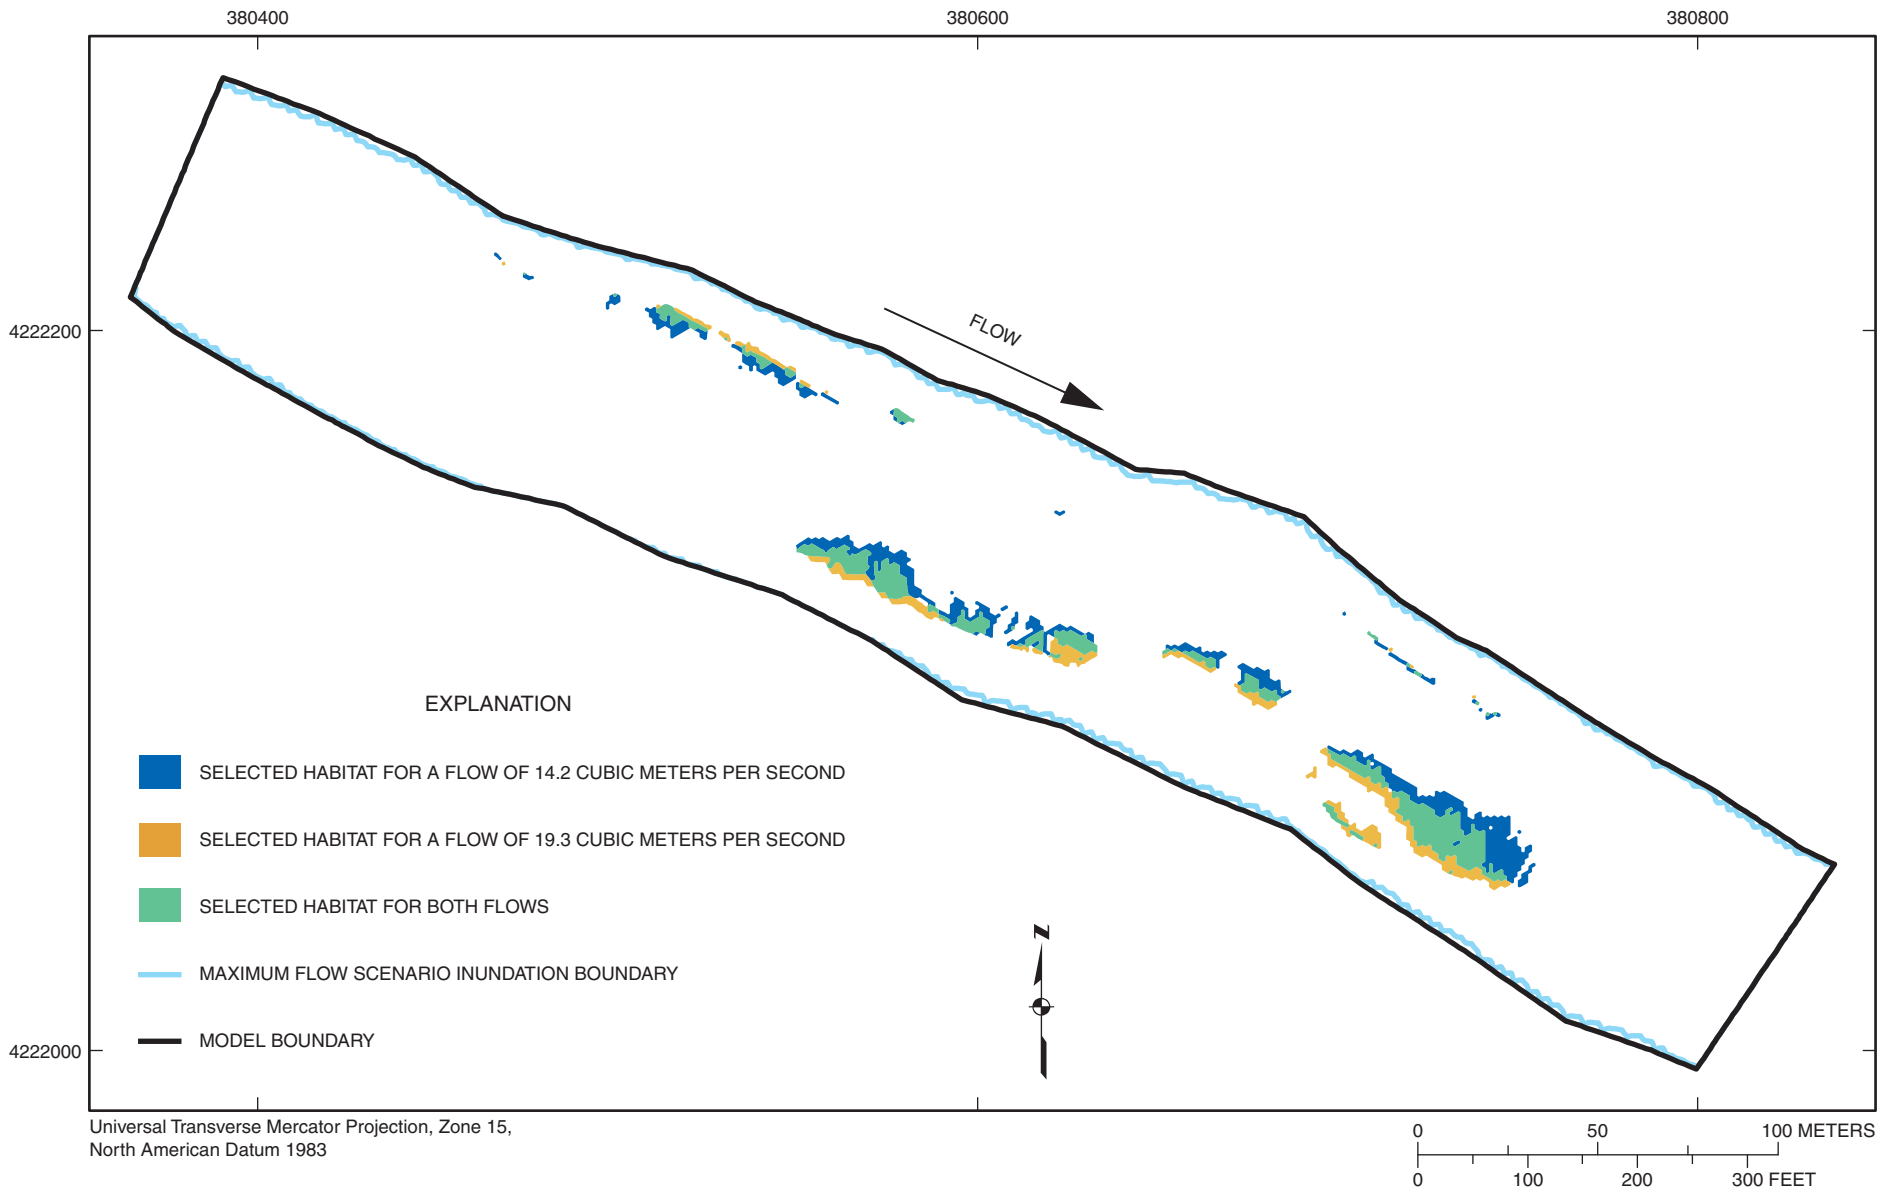 380400
380600
380800
4222200
FLOW
EXPLANATION
SELECTED HABITAT FOR A FLOW OF 14.2 CUBIC METERS PER SECOND
SELECTED HABITAT FOR A FLOW OF 19.3 CUBIC METERS PER SECOND
SELECTED HABITAT FOR BOTH FLOWS
MAXIMUM FLOW SCENARIO INUNDATION BOUNDARY
MODEL BOUNDARY
N
4222000
Universal Transverse Mercator Projection, Zone 15,
North American Datum 1983
0 50 100 METERS
0 100 200 300 FEET